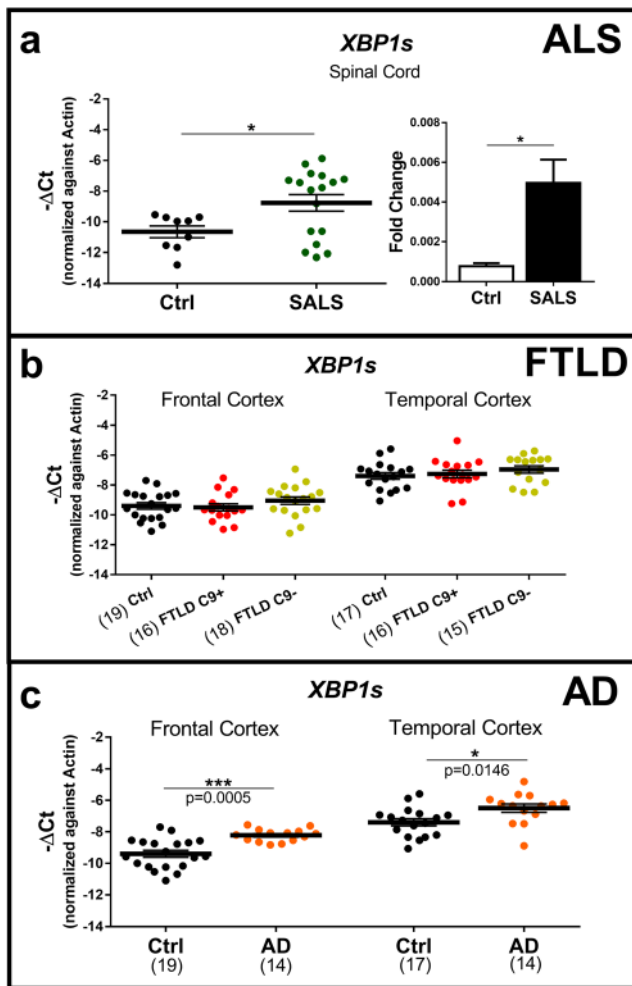 a
XBP1s
ALS
Spinal Cord
-ΔCt
(normalized against Actin)
-2
-4
-6
-8
-10
-12
-14
*
Ctrl
SALS
Fold Change
0.008
0.006
0.004
0.002
0.000
*
Ctrl
SALS
b
XBP1s
FTLD
Frontal Cortex
Temporal Cortex
-ΔCt
(normalized against Actin)
-2
-4
-6
-8
-10
-12
-14
(19) Ctrl
(16) FTLD C9+
(18) FTLD C9-
(17) Ctrl
(16) FTLD C9+
(15) FTLD C9-
c
XBP1s
AD
Frontal Cortex
Temporal Cortex
-ΔCt
(normalized against Actin)
-2
-4
-6
-8
-10
-12
-14
***
p=0.0005
*
p=0.0146
Ctrl
AD
Ctrl
AD
(19)
(14)
(17)
(14)